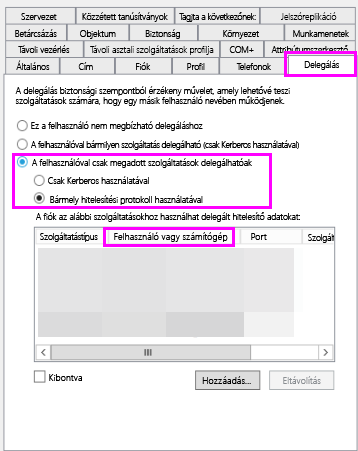 Szervezet Közzétett tanúsítványok Tagja a következőknek: Jelszóreplikáció
Betárcsázás Objektum Biztonság Környezet Munkamenetek
Távoli vezérlés Távoli asztali szolgáltatások profilja COM+ Attribútumszerkesztő
Általános Cím Fiók Profil Telefonok Delegálás
A delegálás biztonsági szempontból érzékeny művelet, amely lehetővé teszi
szolgáltatások számára, hogy egy másik felhasználó nevében működjenek.
Ez a felhasználó nem megbízható delegáláshoz
A felhasználóval bármilyen szolgáltatás delegálható (csak Kerberos használatával)
A felhasználóval csak megadott szolgáltatások delegálhatóak
Csak Kerberos használatával
Bármely hitelesítési protokoll használatával
A fiók az alábbi szolgáltatásokhoz használhat delegált hitelesítő adatokat:
Szolgáltatástípus Felhasználó vagy számítógép Port Szolgált
Kibontva Hozzáadás... Eltávolítás